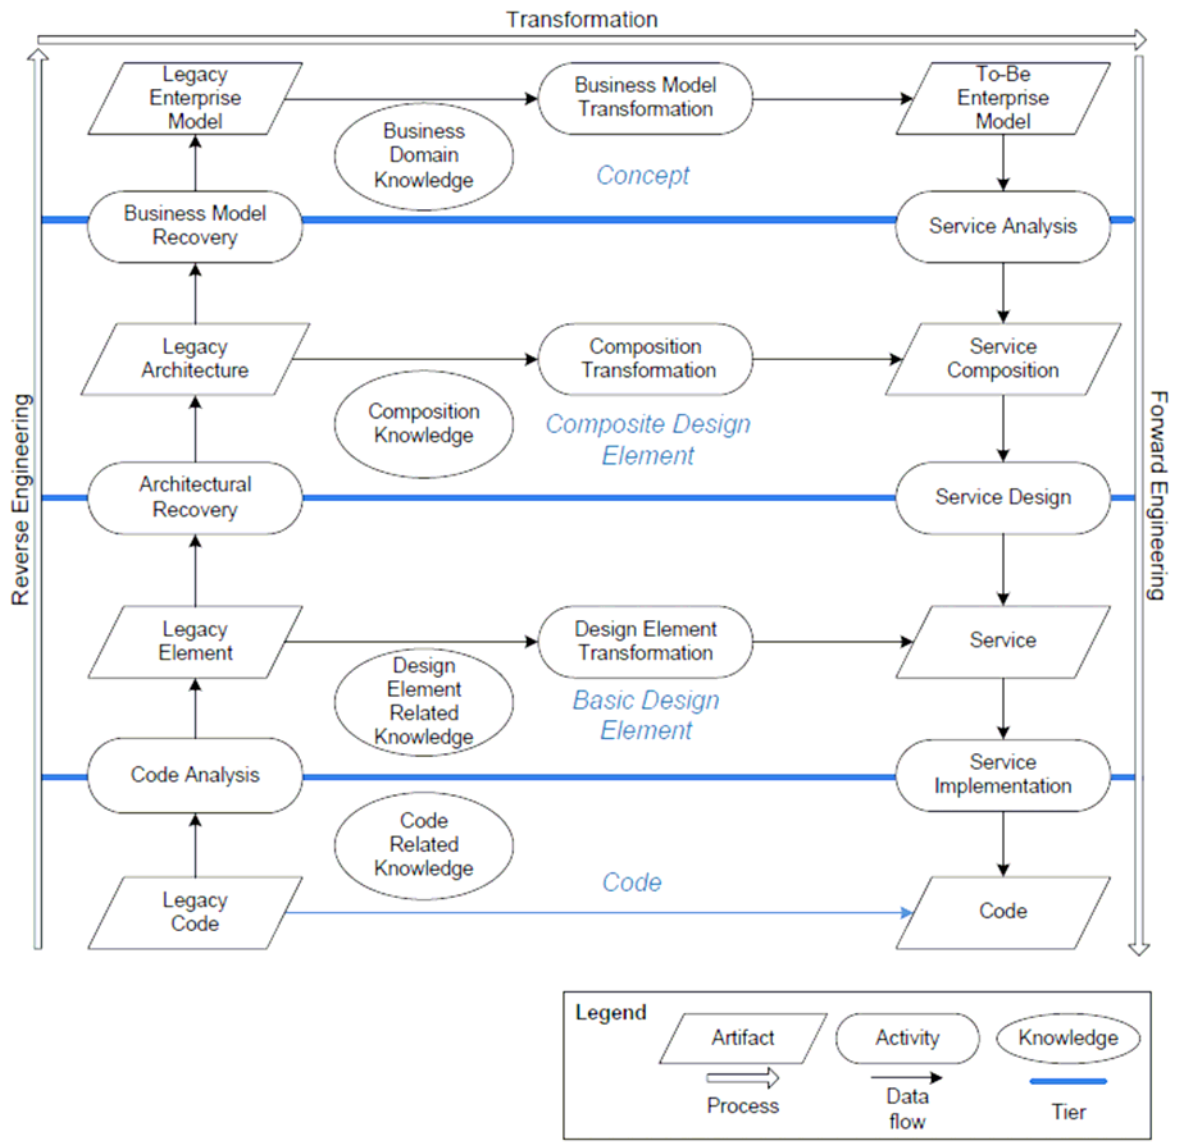 Transformation
Legacy
Enterprise
Model
Business Model
Transformation
To-Be
Enterprise
Model
Business
Domain
Knowledge
Concept
Business Model
Recovery
Service Analysis
Legacy
Architecture
Composition
Transformation
Service
Composition
Composition
Knowledge
Composite Design
Element
Reverse Engineering
Forward Engineering
Architectural
Recovery
Service Design
Legacy
Element
Design Element
Transformation
Service
Design
Element
Related
Knowledge
Basic Design
Element
Code Analysis
Service
Implementation
Code
Related
Knowledge
Code
Legacy
Code
Code
Legend
Artifact
Activity
Knowledge
Process
Data
flow
Tier